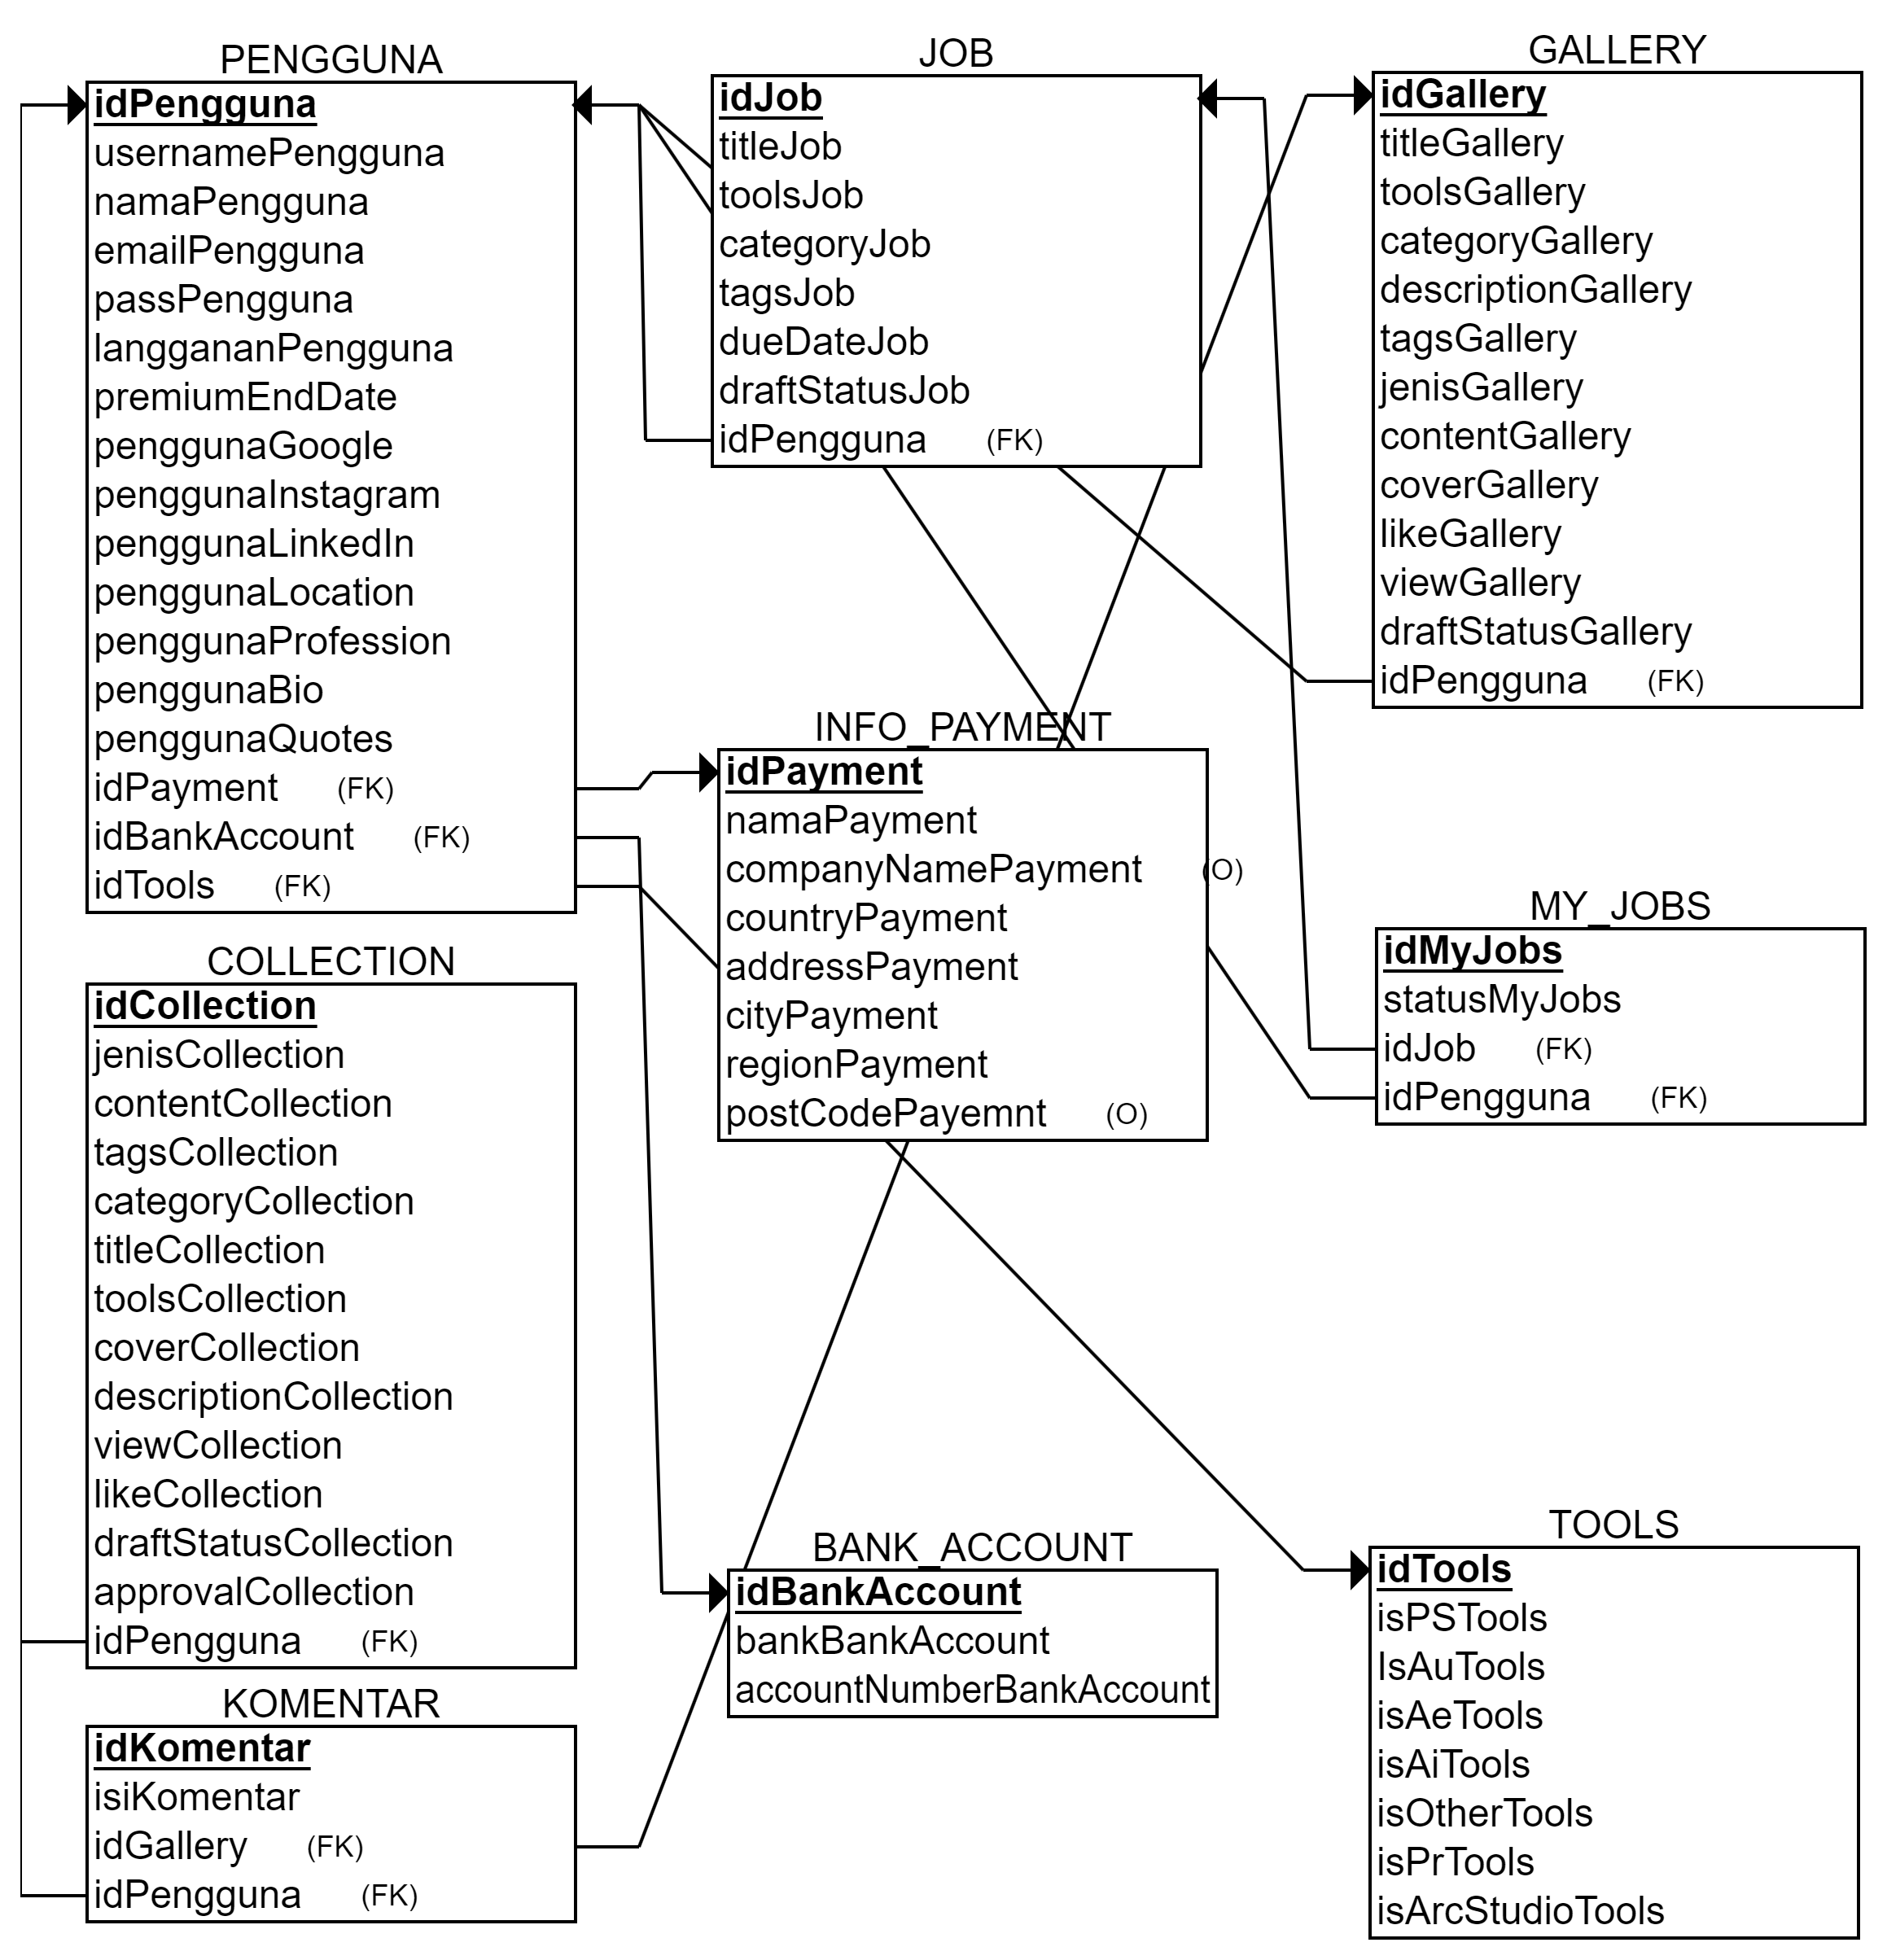 PENGGUNA
idPengguna
usernamePengguna
namaPengguna
emailPengguna
passPengguna
langgananPengguna
premiumEndDate
penggunaGoogle
penggunaInstagram
penggunaLinkedIn
penggunaLocation
penggunaProfession
penggunaBio
penggunaQuotes
idPayment (FK)
idBankAccount (FK)
idTools (FK)
COLLECTION
idCollection
jenisCollection
contentCollection
tagsCollection
categoryCollection
titleCollection
toolsCollection
coverCollection
descriptionCollection
viewCollection
likeCollection
draftStatusCollection
approvalCollection
idPengguna (FK)
KOMENTAR
idKomentar
isiKomentar
idGallery (FK)
idPengguna (FK)
JOB
idJob
titleJob
toolsJob
categoryJob
tagsJob
dueDateJob
draftStatusJob
idPengguna (FK)
INFO_PAYMENT
idPayment
namaPayment
companyNamePayment (O)
countryPayment
addressPayment
cityPayment
regionPayment
postCodePayemnt (O)
BANK_ACCOUNT
idBankAccount
bankBankAccount
accountNumberBankAccount
GALLERY
idGallery
titleGallery
toolsGallery
categoryGallery
descriptionGallery
tagsGallery
jenisGallery
contentGallery
coverGallery
likeGallery
viewGallery
draftStatusGallery
idPengguna (FK)
MY_JOBS
idMyJobs
statusMyJobs
idJob (FK)
idPengguna (FK)
TOOLS
idTools
isPSTools
IsAuTools
isAeTools
isAiTools
isOtherTools
isPrTools
isArcStudioTools